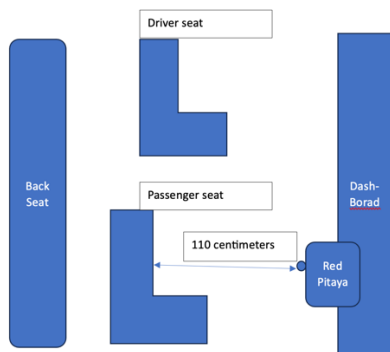 Driver seat
Back
Seat
Passenger seat
Dash-
Borad
110 centimeters
Red
Pitaya